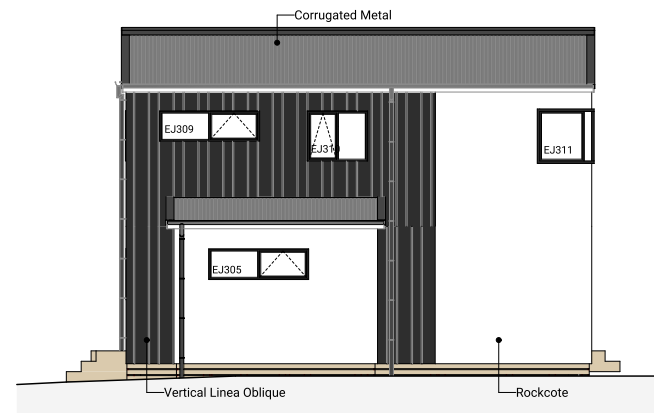 Corrugated Metal
EJ309
EJ310
EJ311
EJ305
Vertical Linea Oblique
Rockcote